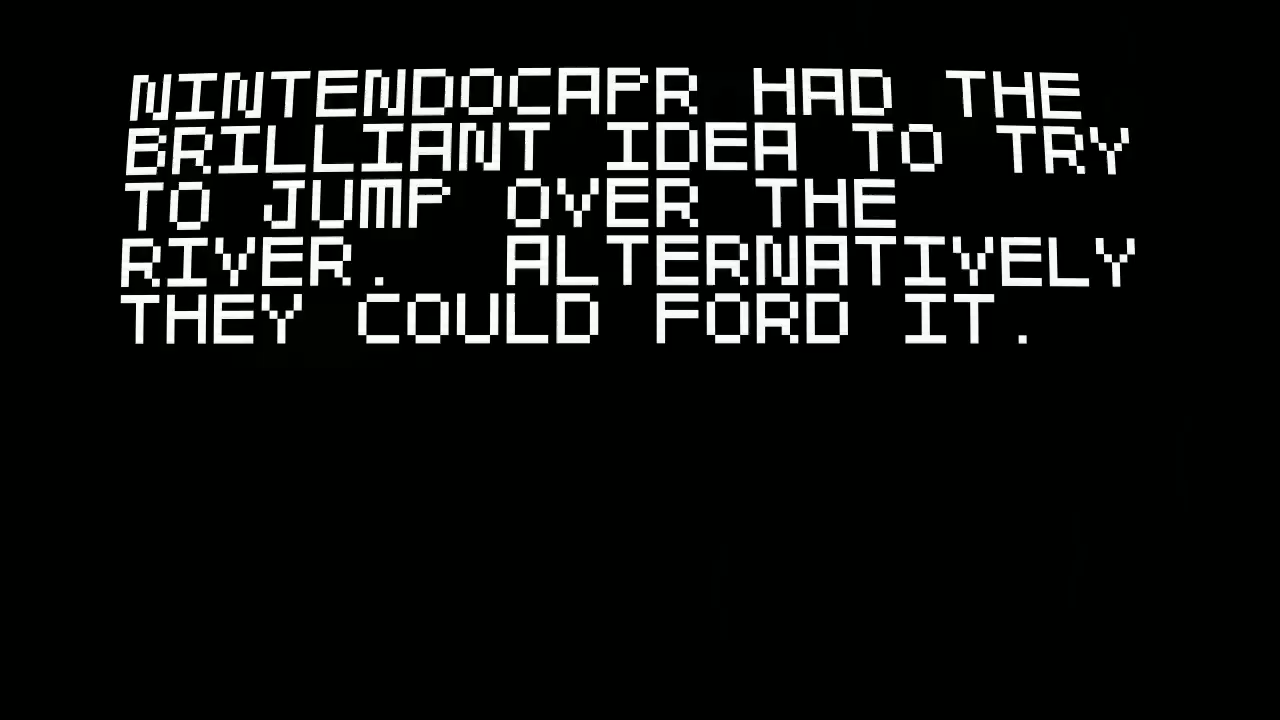 NINTENDOCAPR HAD THE
BRILLIANT IDEA TO TRY
TO JUMP OVER THE
RIVER.  ALTERNATIVELY
THEY COULD FORD IT.